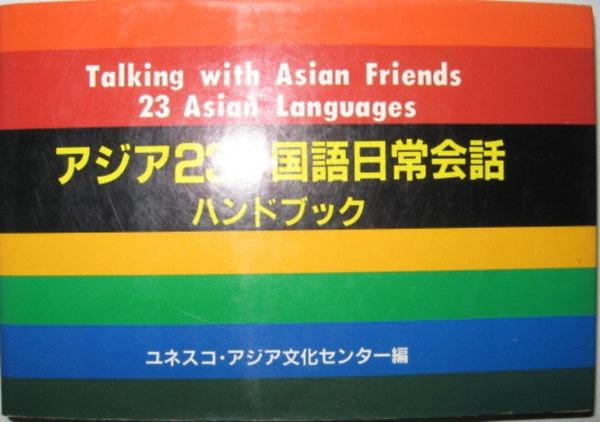 Talking with Asian Friends
23 Asian Languages
アジア23ヵ国語日常会話
ハンドブック
ユネスコ・アジア文化センター編